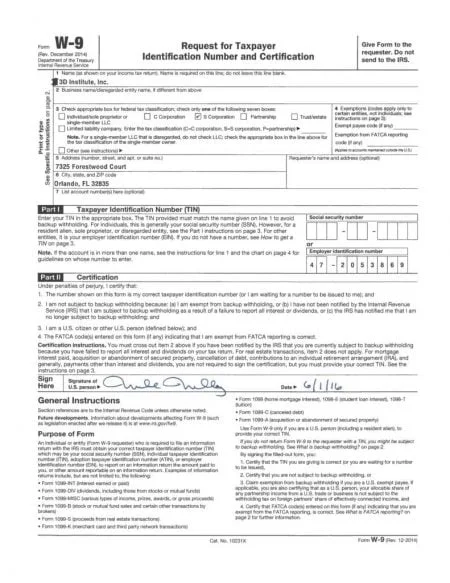 Form W-9
(Rev. December 2014)
Department of the Treasury
Internal Revenue Service
Request for Taxpayer
Identification Number and Certification
Give Form to the
requester. Do not
send to the IRS.
Print or type
See Specific Instructions on page 2.
1 Name (as shown on your income tax return). Name is required on this line; do not leave this line blank.
3D Institute, Inc.
2 Business name/disregarded entity name, if different from above
3 Check appropriate box for federal tax classification; check only one of the following seven boxes:
Individual/sole proprietor or
single-member LLC
C Corporation
S Corporation
Partnership
Trust/estate
Limited liability company. Enter the tax classification (C=C corporation, S=S corporation, P=partnership) ▶
Note. For a single-member LLC that is disregarded, do not check LLC; check the appropriate box in the line above for
the tax classification of the single-member owner.
Other (see instructions) ▶
4 Exemptions (codes apply only to
certain entities, not individuals; see
instructions on page 3):
Exempt payee code (if any)
Exemption from FATCA reporting
code (if any)
(Applies to accounts maintained outside the U.S.)
5 Address (number, street, and apt. or suite no.)
7325 Forestwood Court
Requester's name and address (optional)
6 City, state, and ZIP code
Orlando, FL 32835
7 List account number(s) here (optional)
Part I Taxpayer Identification Number (TIN)
Enter your TIN in the appropriate box. The TIN provided must match the name given on line 1 to avoid
backup withholding. For individuals, this is generally your social security number (SSN). However, for a
resident alien, sole proprietor, or disregarded entity, see the Part I instructions on page 3. For other
entities, it is your employer identification number (EIN). If you do not have a number, see How to get a
TIN on page 3.
Note. If the account is in more than one name, see the instructions for line 1 and the chart on page 4 for
guidelines on whose number to enter.
Social security number
– –
or
Employer identification number
4 7 – 2 0 5 3 8 6 9
Part II Certification
Under penalties of perjury, I certify that:
1. The number shown on this form is my correct taxpayer identification number (or I am waiting for a number to be issued to me); and
2. I am not subject to backup withholding because: (a) I am exempt from backup withholding, or (b) I have not been notified by the Internal Revenue
Service (IRS) that I am subject to backup withholding as a result of a failure to report all interest or dividends, or (c) the IRS has notified me that I am
no longer subject to backup withholding; and
3. I am a U.S. citizen or other U.S. person (defined below); and
4. The FATCA code(s) entered on this form (if any) indicating that I am exempt from FATCA reporting is correct.
Certification instructions. You must cross out item 2 above if you have been notified by the IRS that you are currently subject to backup withholding
because you have failed to report all interest and dividends on your tax return. For real estate transactions, item 2 does not apply. For mortgage
interest paid, acquisition or abandonment of secured property, cancellation of debt, contributions to an individual retirement arrangement (IRA), and
generally, payments other than interest and dividends, you are not required to sign the certification, but you must provide your correct TIN. See the
instructions on page 3.
Sign
Here
Signature of
U.S. person ▶
Date ▶ 6/1/16
General Instructions
Section references are to the Internal Revenue Code unless otherwise noted.
Future developments. Information about developments affecting Form W-9 (such
as legislation enacted after we release it) is at www.irs.gov/fw9.
Purpose of Form
An individual or entity (Form W-9 requester) who is required to file an information
return with the IRS must obtain your correct taxpayer identification number (TIN)
which may be your social security number (SSN), individual taxpayer identification
number (ITIN), adoption taxpayer identification number (ATIN), or employer
identification number (EIN), to report on an information return the amount paid to
you, or other amount reportable on an information return. Examples of information
returns include, but are not limited to, the following:
• Form 1099-INT (interest earned or paid)
• Form 1099-DIV (dividends, including those from stocks or mutual funds)
• Form 1099-MISC (various types of income, prizes, awards, or gross proceeds)
• Form 1099-B (stock or mutual fund sales and certain other transactions by
brokers)
• Form 1099-S (proceeds from real estate transactions)
• Form 1099-K (merchant card and third party network transactions)
• Form 1098 (home mortgage interest), 1098-E (student loan interest), 1098-T
(tuition)
• Form 1099-C (canceled debt)
• Form 1099-A (acquisition or abandonment of secured property)
Use Form W-9 only if you are a U.S. person (including a resident alien), to
provide your correct TIN.
If you do not return Form W-9 to the requester with a TIN, you might be subject
to backup withholding. See What is backup withholding? on page 2.
By signing the filled-out form, you:
1. Certify that the TIN you are giving is correct (or you are waiting for a number
to be issued),
2. Certify that you are not subject to backup withholding, or
3. Claim exemption from backup withholding if you are a U.S. exempt payee. If
applicable, you are also certifying that as a U.S. person, your allocable share of
any partnership income from a U.S. trade or business is not subject to the
withholding tax on foreign partners' share of effectively connected income, and
4. Certify that FATCA code(s) entered on this form (if any) indicating that you are
exempt from the FATCA reporting, is correct. See What is FATCA reporting? on
page 2 for further information.
Cat. No. 10231X
Form W-9 (Rev. 12-2014)